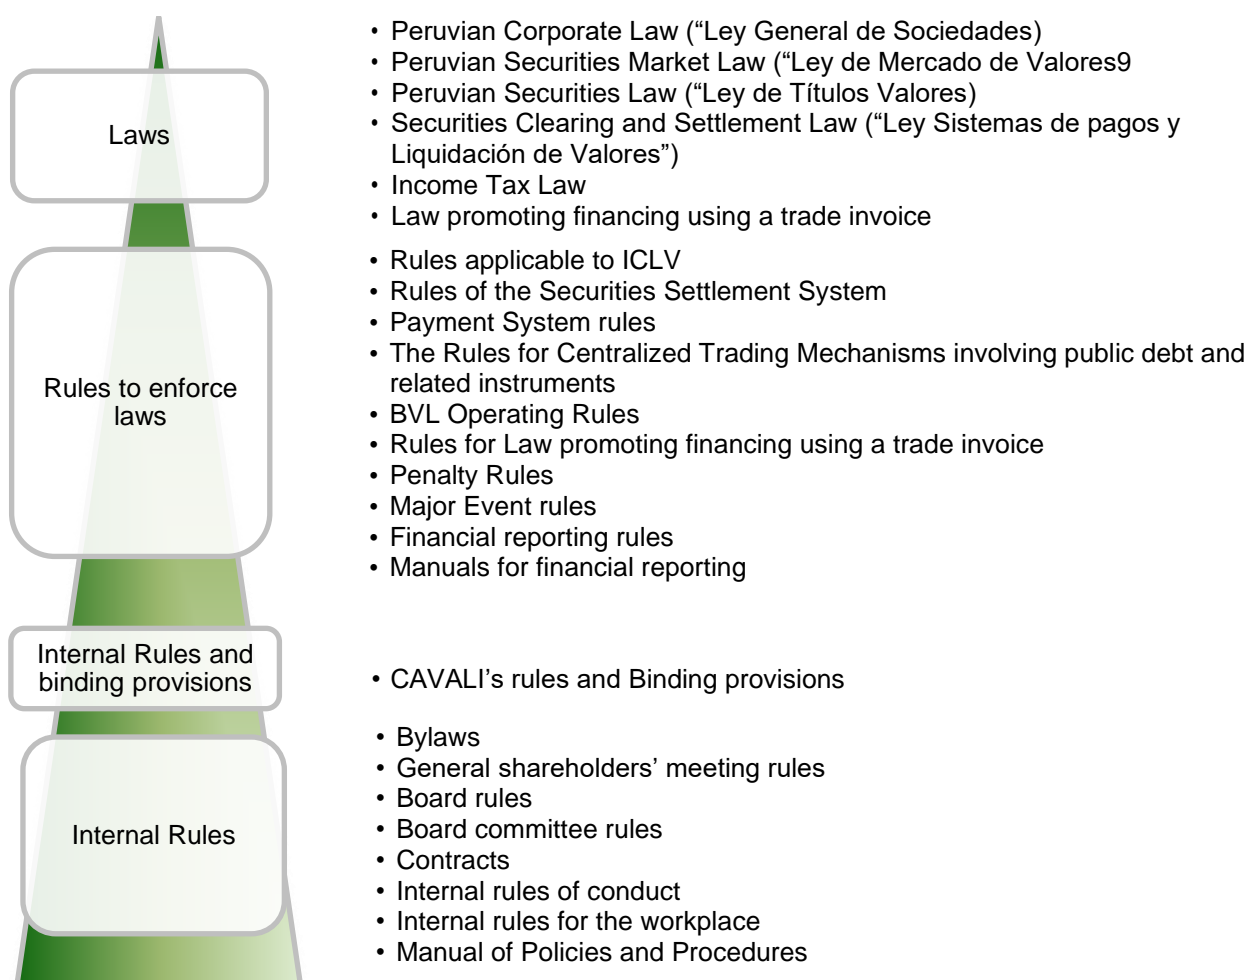 Laws
• Peruvian Corporate Law (“Ley General de Sociedades)
• Peruvian Securities Market Law (“Ley de Mercado de Valores9
• Peruvian Securities Law (“Ley de Títulos Valores)
• Securities Clearing and Settlement Law (“Ley Sistemas de pagos y
Liquidación de Valores”)
• Income Tax Law
• Law promoting financing using a trade invoice
Rules to enforce
laws
• Rules applicable to ICLV
• Rules of the Securities Settlement System
• Payment System rules
• The Rules for Centralized Trading Mechanisms involving public debt and
related instruments
• BVL Operating Rules
• Rules for Law promoting financing using a trade invoice
• Penalty Rules
• Major Event rules
• Financial reporting rules
• Manuals for financial reporting
Internal Rules and
binding provisions
• CAVALI’s rules and Binding provisions
Internal Rules
• Bylaws
• General shareholders’ meeting rules
• Board rules
• Board committee rules
• Contracts
• Internal rules of conduct
• Internal rules for the workplace
• Manual of Policies and Procedures